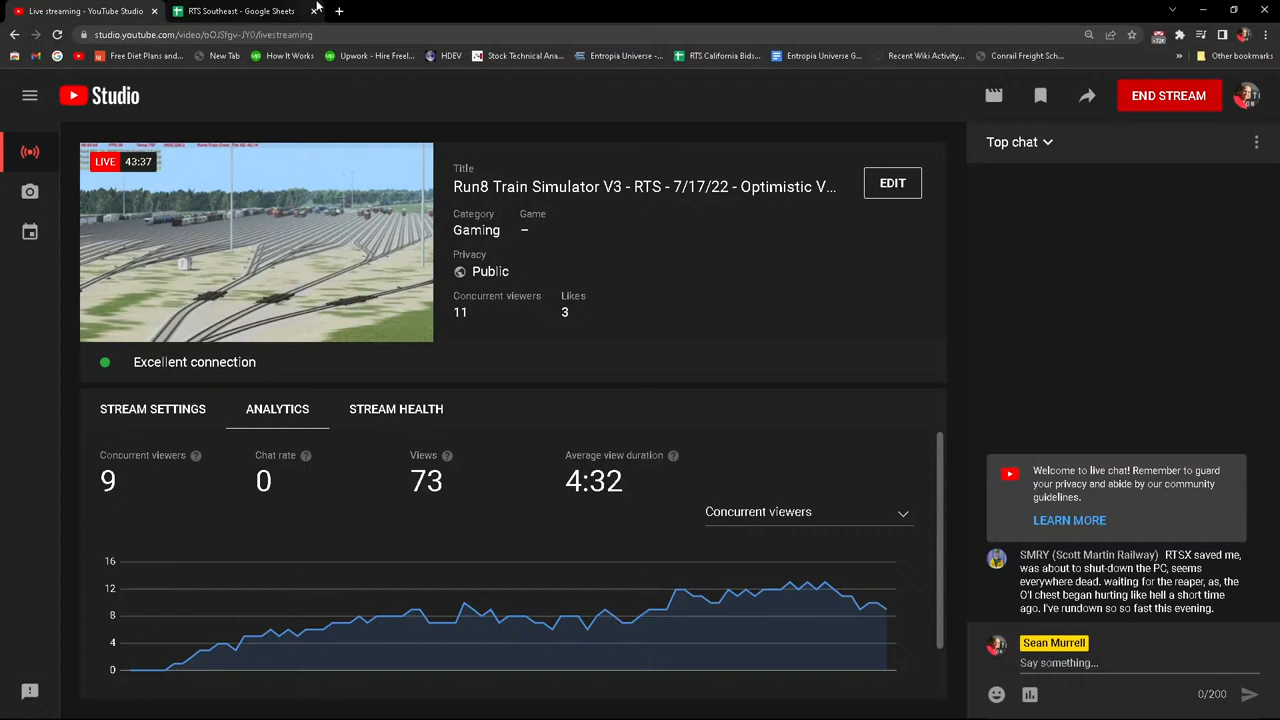 Live streaming - YouTube Studio
RTS Southeast - Google Sheets
studio.youtube.com/video/oOJSfgv-JY0/livestreaming
Free Diet Plans and...
New Tab
How It Works
Upwork - Hire Freel...
HDEV
Stock Technical Ana...
Entropia Universe -...
RTS California Bids...
Entropia Universe G...
Recent Wiki Activity...
Conrail Freight Sch...
»
Other bookmarks
Studio
END STREAM
LIVE 43:37
Title
Run8 Train Simulator V3 - RTS - 7/17/22 - Optimistic V...
EDIT
Category Game
Gaming –
Privacy
Public
Concurrent viewers Likes
11 3
Excellent connection
STREAM SETTINGS ANALYTICS STREAM HEALTH
Concurrent viewers Chat rate Views Average view duration
9 0 73 4:32
Concurrent viewers
16
12
8
4
0
Top chat
Welcome to live chat! Remember to guard
your privacy and abide by our community
guidelines.
LEARN MORE
SMRY (Scott Martin Railway) RTSX saved me,
was about to shut-down the PC, seems
everywhere dead. waiting for the reaper, as, the
O'l chest began hurting like hell a short time
ago. I've rundown so so fast this evening.
Sean Murrell
Say something...
0/200